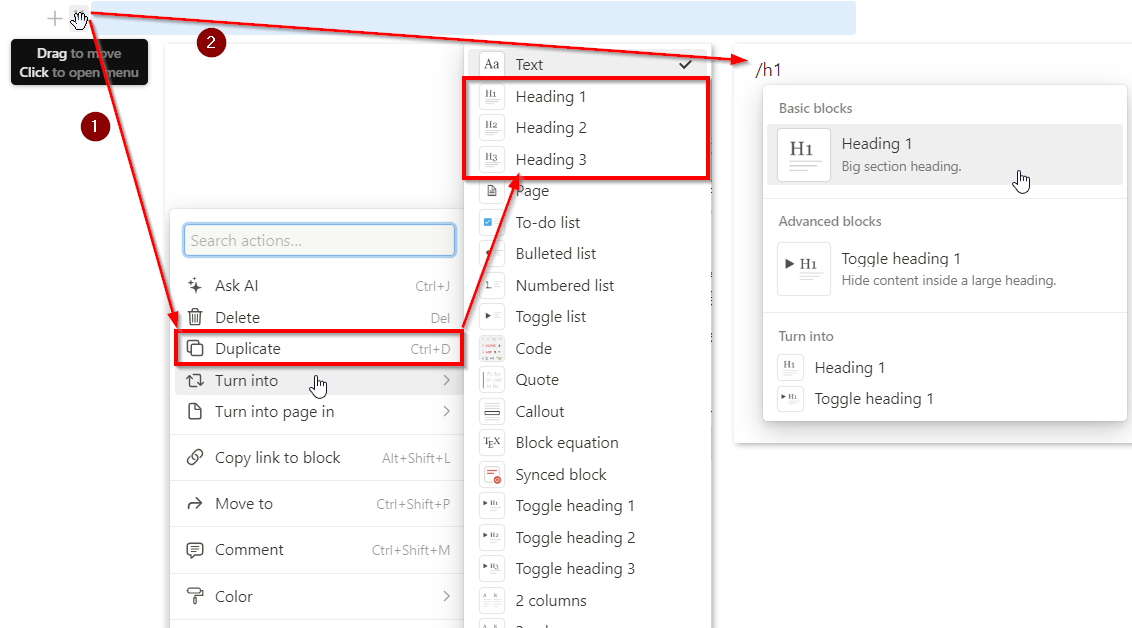 Drag to move
Click to open menu
1
2
Search actions...
Ask AI Ctrl+J
Delete Del
Duplicate Ctrl+D
Turn into
Turn into page in
Copy link to block Alt+Shift+L
Move to Ctrl+Shift+P
Comment Ctrl+Shift+M
Color
Aa Text
H1 Heading 1
H2 Heading 2
H3 Heading 3
Page
To-do list
Bulleted list
1. Numbered list
Toggle list
Code
Quote
Callout
TEX Block equation
Synced block
H1 Toggle heading 1
H2 Toggle heading 2
H3 Toggle heading 3
2 columns
/h1
Basic blocks
H1 Heading 1
Big section heading.
Advanced blocks
H1 Toggle heading 1
Hide content inside a large heading.
Turn into
H1 Heading 1
H1 Toggle heading 1